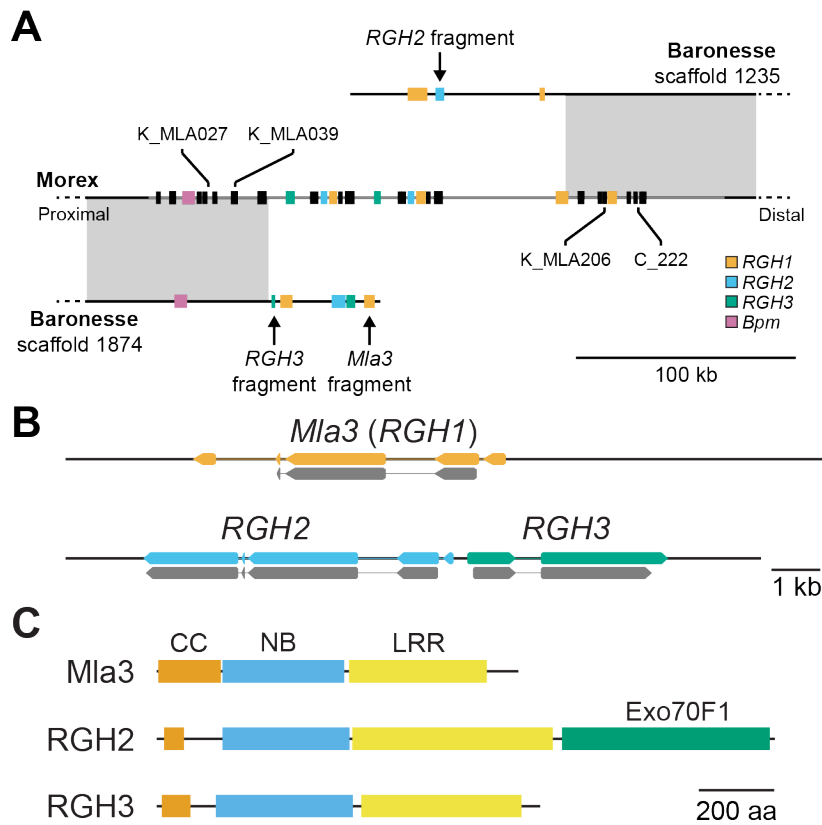 A
RGH2 fragment
Baronesse
scaffold 1235
K_MLA027
K_MLA039
Morex
Proximal
Distal
K_MLA206
C_222
RGH1
RGH2
RGH3
Bpm
Baronesse
scaffold 1874
RGH3
fragment
Mla3
fragment
100 kb
B
Mla3 (RGH1)
RGH2
RGH3
1 kb
C
CC
NB
LRR
Mla3
Exo70F1
RGH2
RGH3
200 aa